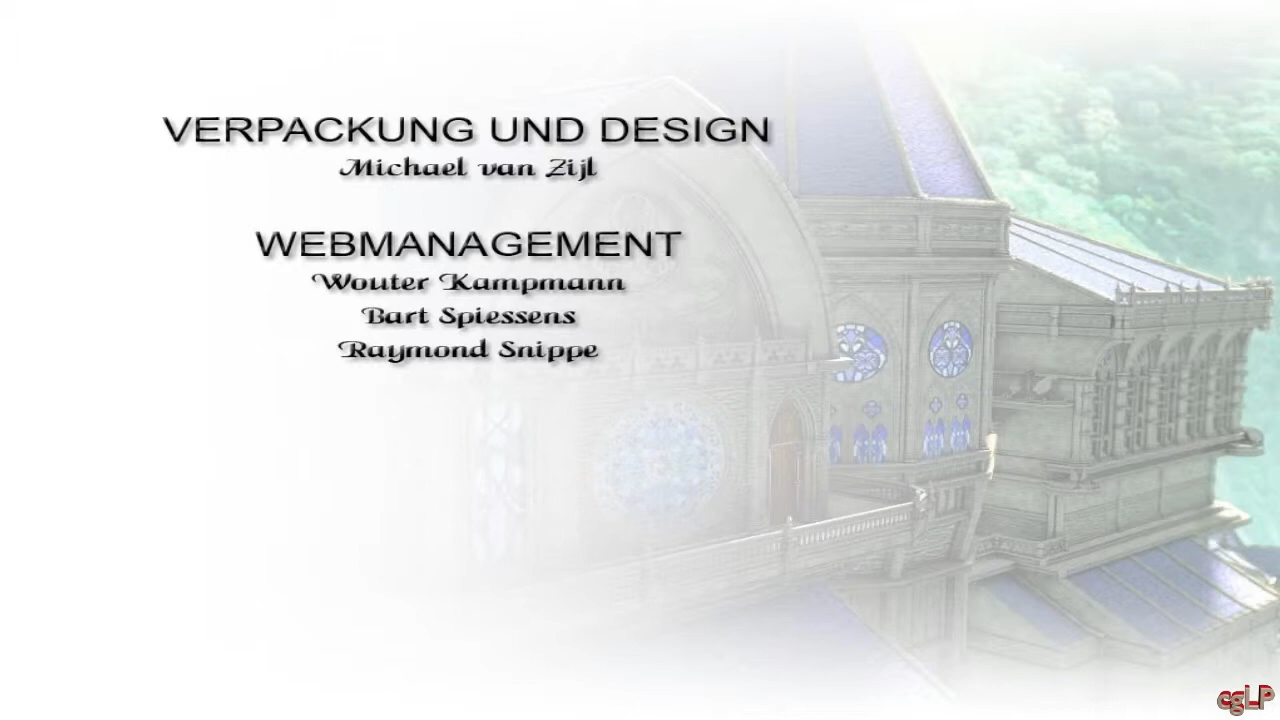 VERPACKUNG UND DESIGN
Michael van Zijl
WEBMANAGEMENT
Wouter Kampmann
Bart Spiessens
Raymond Snippe
cgLP